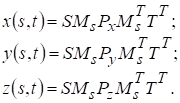 x(s,t) = SM_s P_x M_s^T T^T ;
y(s,t) = SM_s P_y M_s^T T^T ;
z(s,t) = SM_s P_z M_s^T T^T .